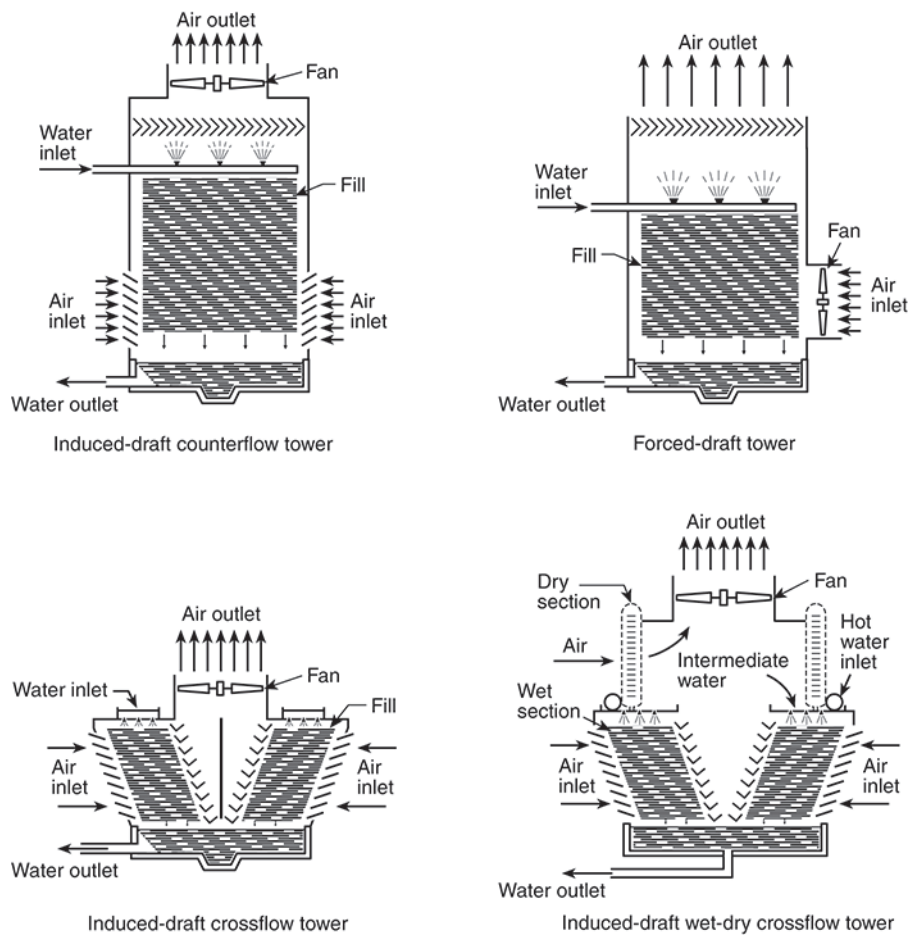 Air outlet
Fan
Water
inlet
Fill
Air
inlet
Air
inlet
Water outlet
Induced-draft counterflow tower
Air outlet
Water
inlet
Fan
Fill
Air
inlet
Water outlet
Forced-draft tower
Air outlet
Fan
Water inlet
Fill
Air
inlet
Air
inlet
Water outlet
Induced-draft crossflow tower
Air outlet
Dry
section
Fan
Hot
water
inlet
Air
Intermediate
water
Wet
section
Air
inlet
Air
inlet
Water outlet
Induced-draft wet-dry crossflow tower